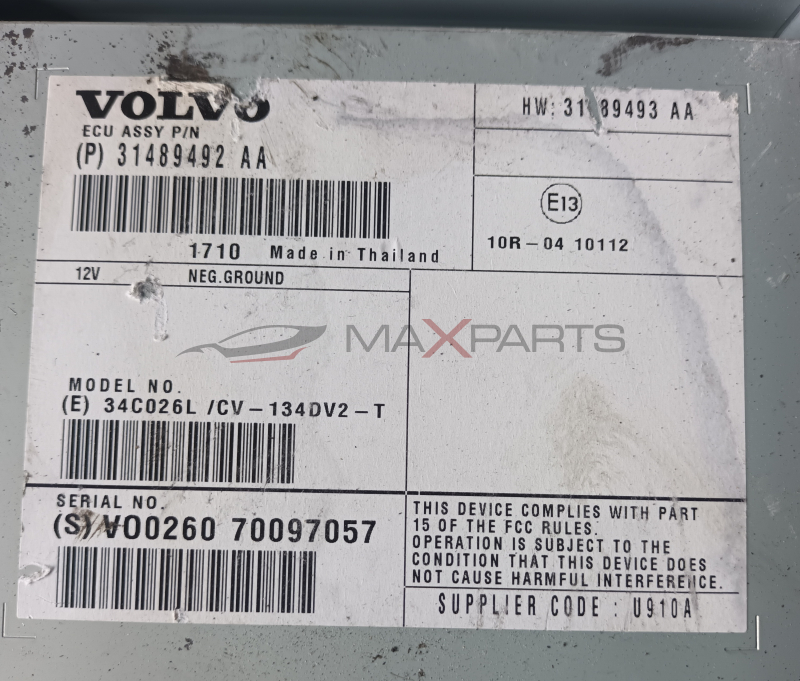 VOLVO
ECU ASSY P/N
(P) 31489492 AA
HW: 31489493 AA
E13
10R-04 10112
1710 Made in Thailand
12V NEG.GROUND
MAXPARTS
MODEL NO.
(E) 34C026L /CV-134DV2-T
SERIAL NO.
(S) VO0260 70097057
THIS DEVICE COMPLIES WITH PART
15 OF THE FCC RULES.
OPERATION IS SUBJECT TO THE
CONDITION THAT THIS DEVICE DOES
NOT CAUSE HARMFUL INTERFERENCE.
SUPPLIER CODE : U910A